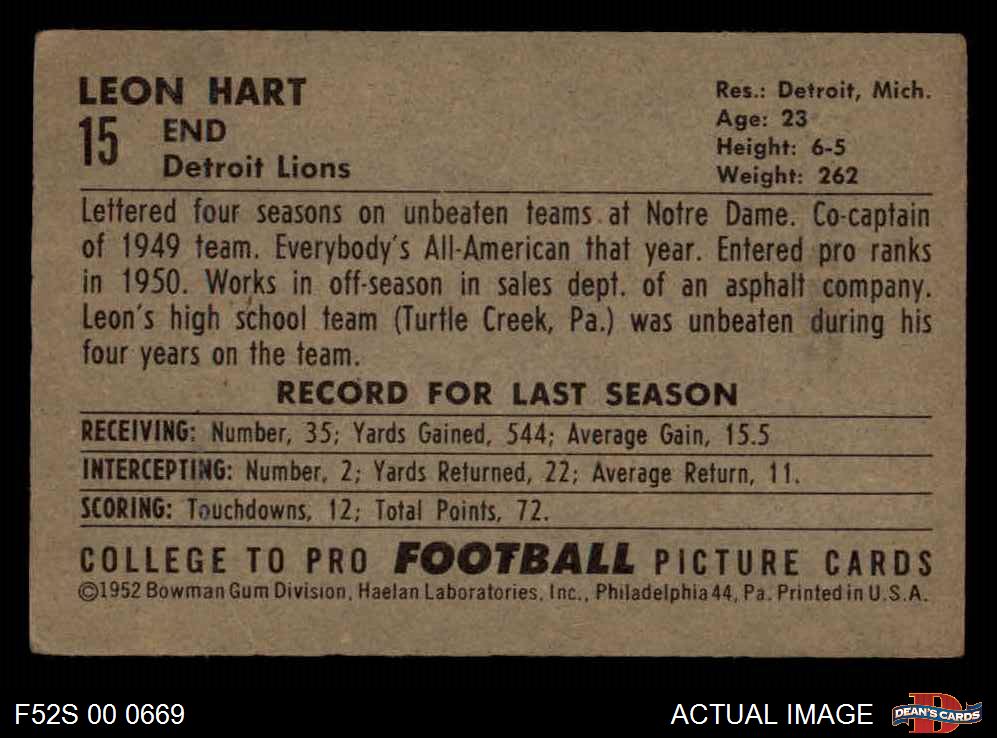 LEON HART
15 END
Detroit Lions
Res.: Detroit, Mich.
Age: 23
Height: 6-5
Weight: 262
Lettered four seasons on unbeaten teams at Notre Dame. Co-captain
of 1949 team. Everybody's All-American that year. Entered pro ranks
in 1950. Works in off-season in sales dept. of an asphalt company.
Leon's high school team (Turtle Creek, Pa.) was unbeaten during his
four years on the team.
RECORD FOR LAST SEASON
RECEIVING: Number, 35; Yards Gained, 544; Average Gain, 15.5
INTERCEPTING: Number, 2; Yards Returned, 22; Average Return, 11.
SCORING: Touchdowns, 12; Total Points, 72.
COLLEGE TO PRO FOOTBALL PICTURE CARDS
©1952 Bowman Gum Division, Haelan Laboratories, Inc., Philadelphia 44, Pa. Printed in U.S.A.
F52S 00 0669
ACTUAL IMAGE
D
DEAN'S CARDS